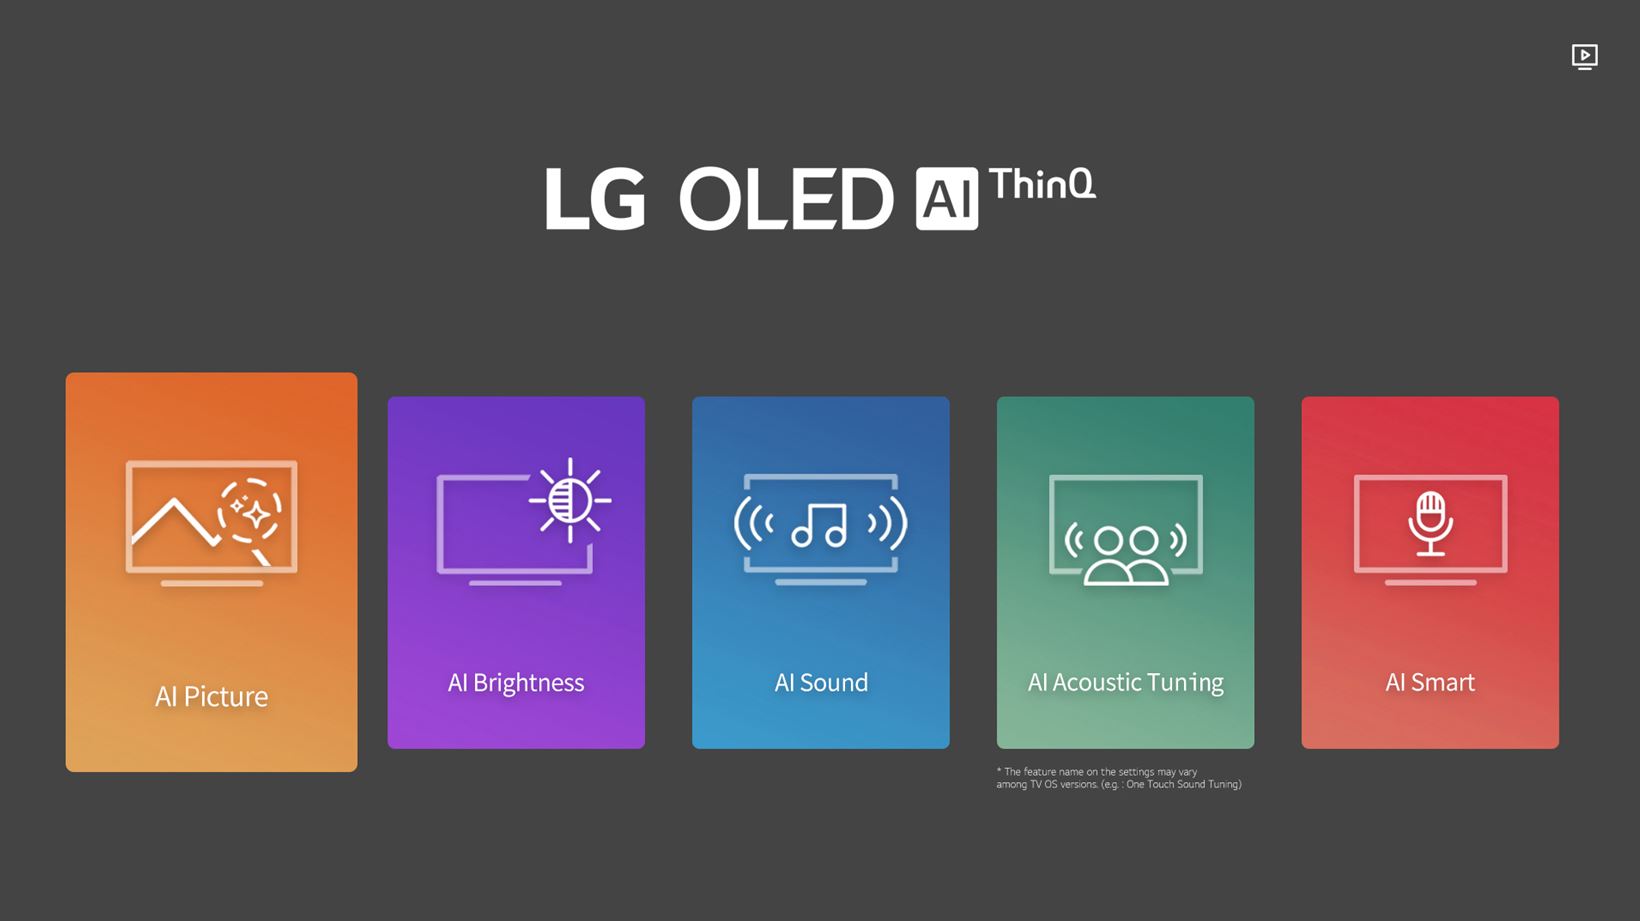 LG OLED AI ThinQ
AI Picture
AI Brightness
AI Sound
AI Acoustic Tuning
AI Smart
* The feature name on the settings may vary
among TV OS versions. (e.g. : One Touch Sound Tuning)